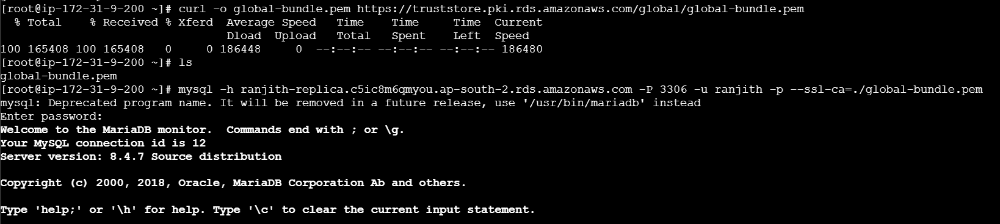 [root@ip-172-31-9-200 ~]# curl -o global-bundle.pem https://truststore.pki.rds.amazonaws.com/global/global-bundle.pem
  % Total    % Received % Xferd  Average Speed   Time    Time     Time  Current
                                 Dload  Upload   Total   Spent    Left  Speed
100 165408 100 165408   0     0 186448     0  --:--:-- --:--:-- --:--:-- 186480
[root@ip-172-31-9-200 ~]# ls
global-bundle.pem
[root@ip-172-31-9-200 ~]# mysql -h ranjith-replica.c5ic8m6qmyou.ap-south-2.rds.amazonaws.com -P 3306 -u ranjith -p --ssl-ca=./global-bundle.pem
mysql: Deprecated program name. It will be removed in a future release, use '/usr/bin/mariadb' instead
Enter password:
Welcome to the MariaDB monitor.  Commands end with ; or \g.
Your MySQL connection id is 12
Server version: 8.4.7 Source distribution
Copyright (c) 2000, 2018, Oracle, MariaDB Corporation Ab and others.
Type 'help;' or '\h' for help. Type '\c' to clear the current input statement.